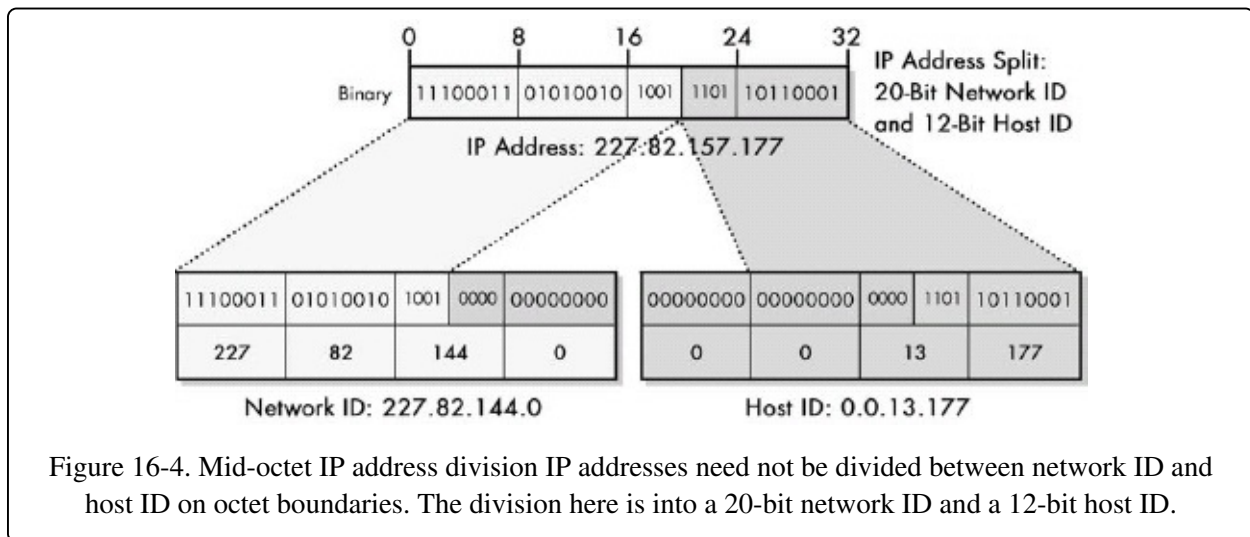 0 8 16 24 32
IP Address Split:
20-Bit Network ID
and 12-Bit Host ID
Binary 11100011 01010010 1001 1101 10110001
IP Address: 227.82.157.177
11100011 01010010 1001 0000 00000000
227 82 144 0
Network ID: 227.82.144.0
00000000 00000000 0000 1101 10110001
0 0 13 177
Host ID: 0.0.13.177
Figure 16-4. Mid-octet IP address division IP addresses need not be divided between network ID and
host ID on octet boundaries. The division here is into a 20-bit network ID and a 12-bit host ID.